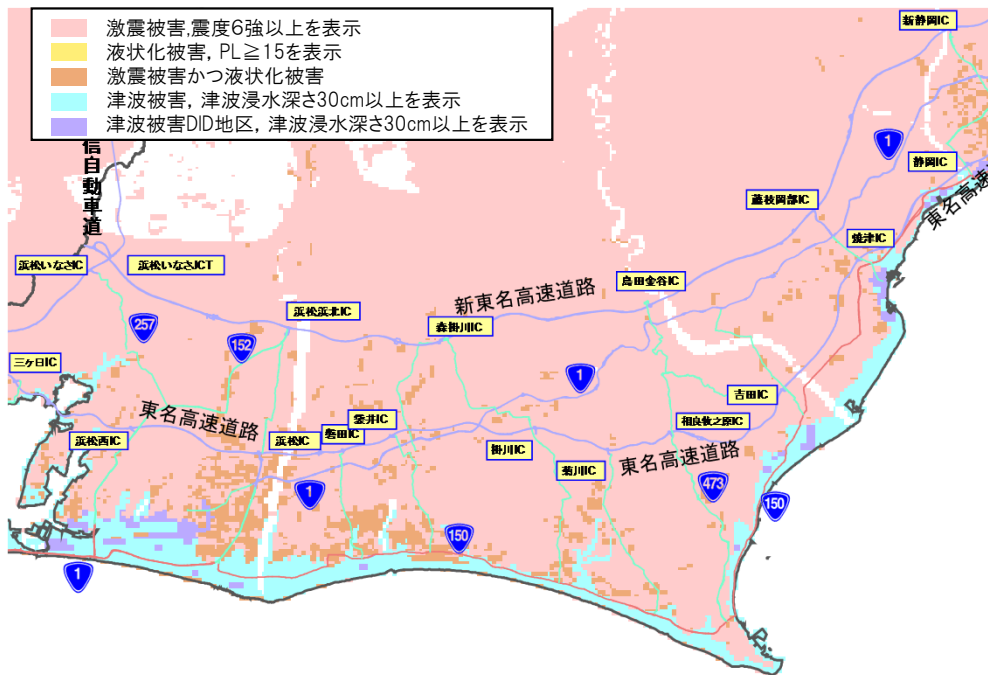 激震被害,震度6強以上を表示
液状化被害, PL≧15を表示
激震被害かつ液状化被害
津波被害, 津波浸水深さ30cm以上を表示
津波被害DID地区, 津波浸水深さ30cm以上を表示
新静岡IC
1
静岡IC
信自動車道
藤枝岡部IC
東名高速道
焼津IC
浜松いなさIC
浜松いなさJCT
島田金谷IC
新東名高速道路
浜松浜北IC
森掛川IC
257
152
三ヶ日IC
1
吉田IC
東名高速道路
袋井IC
浜松西IC
浜松IC
磐田IC
掛川IC
相良牧之原IC
菊川IC
東名高速道路
473
1
150
150
1